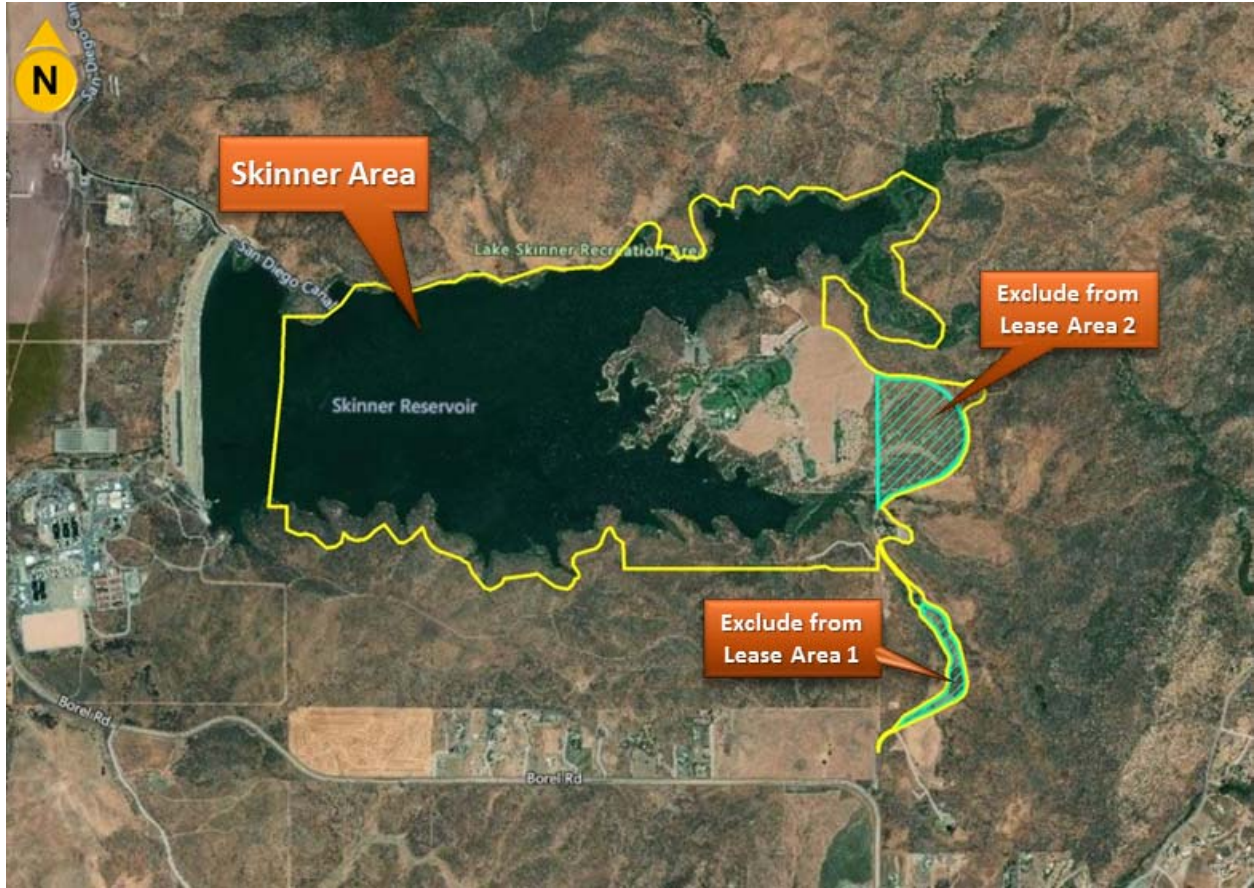 San Diego Can
N
Skinner Area
Lake Skinner Recreation Area
San Diego Canal
Exclude from
Lease Area 2
Skinner Reservoir
Exclude from
Lease Area 1
Borel Rd
Borel Rd